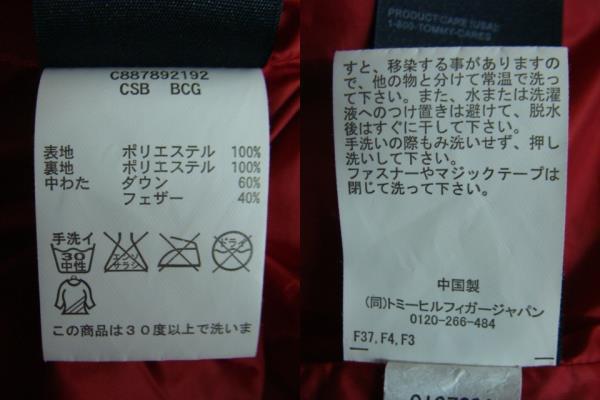 C887892192
CSB BCG
表地 ポリエステル 100%
裏地 ポリエステル 100%
中わた ダウン 60%
フェザー 40%
手洗イ
30
中性
エンソ
サラシ
ドライ
この商品は３０度以上で洗いま
PRODUCT CARE (USA)
1-800-TOMMY-CARES
すと、移染する事がありますの
で、他の物と分けて常温で洗っ
て下さい。また、水または洗濯
液へのつけ置きは避けて、脱水
後はすぐに干して下さい。
手洗いの際もみ洗いせず、押し
洗いして下さい。
ファスナーやマジックテープは
閉じて洗って下さい。
中国製
(同)トミーヒルフィガージャパン
0120-266-484
F37,F4,F3